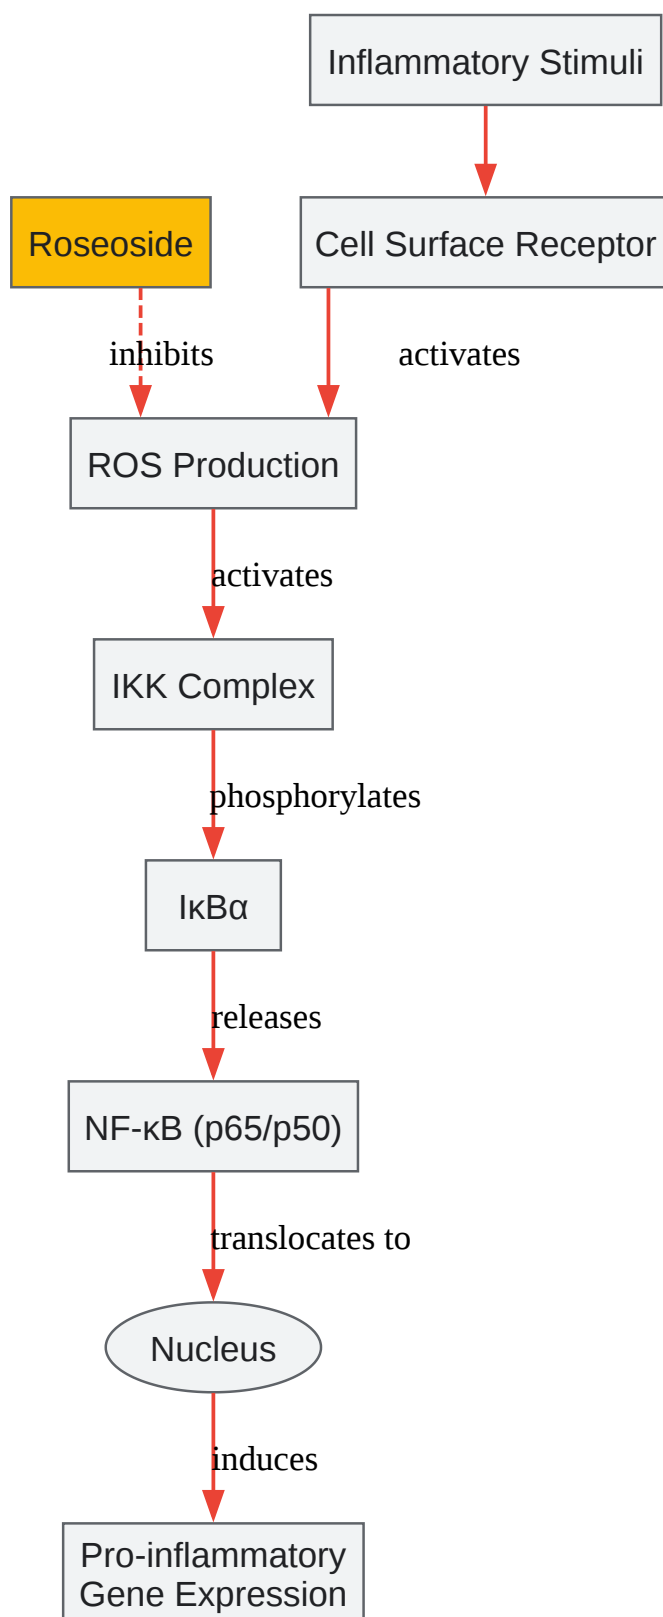 Inflammatory Stimuli
Roseoside
Cell Surface Receptor
inhibits
activates
ROS Production
activates
IKK Complex
phosphorylates
IκBα
releases
NF-κB (p65/p50)
translocates to
Nucleus
induces
Pro-inflammatory
Gene Expression